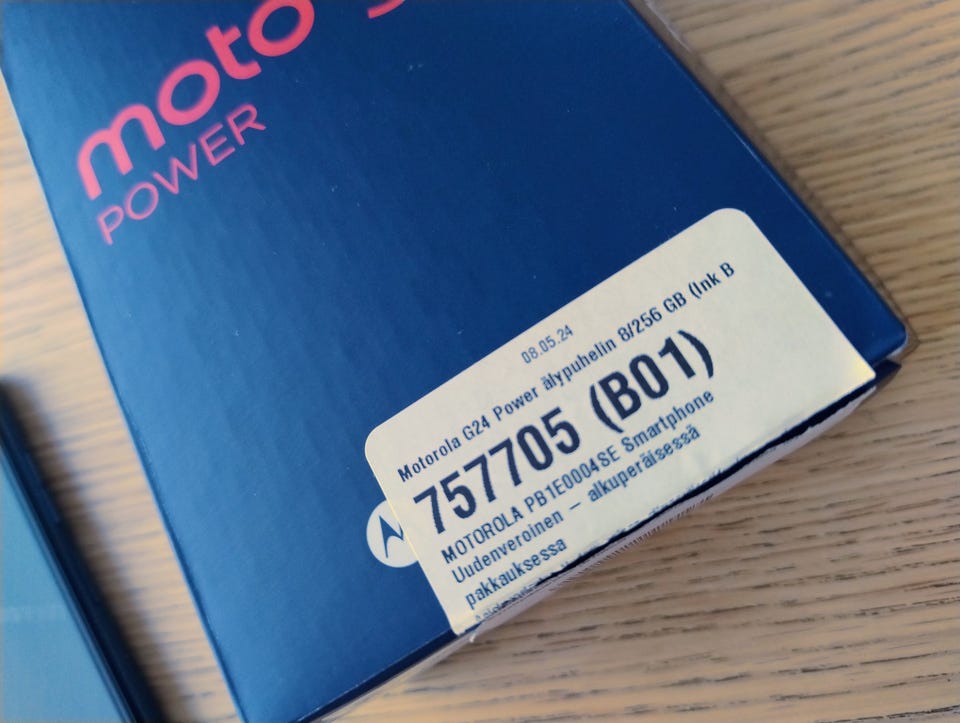 moto
POWER
08.05.24
Motorola G24 Power älypuhelin 8/256 GB (Ink B
757705 (B01)
MOTOROLA PB1E0004SE Smartphone
Uudenveroinen — alkuperäisessä
pakkauksessa